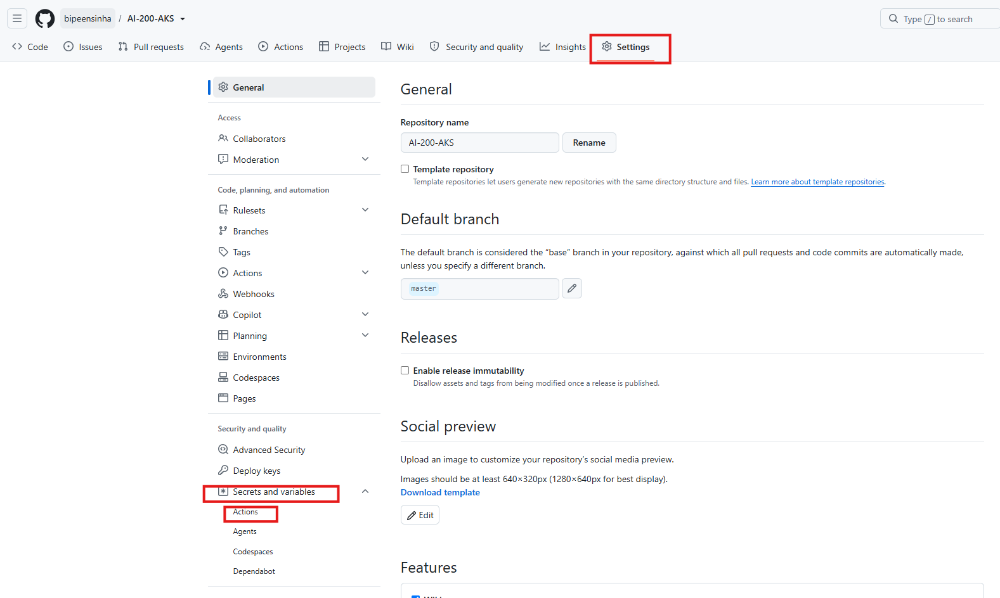 bipeensinha / AI-200-AKS
Type / to search
Code Issues Pull requests Agents Actions Projects Wiki Security and quality Insights Settings
General
Access
Collaborators
Moderation
Code, planning, and automation
Rulesets
Branches
Tags
Actions
Webhooks
Copilot
Planning
Environments
Codespaces
Pages
Security and quality
Advanced Security
Deploy keys
Secrets and variables
Actions
Agents
Codespaces
Dependabot
General
Repository name
AI-200-AKS Rename
Template repository
Template repositories let users generate new repositories with the same directory structure and files. Learn more about template repositories.
Default branch
The default branch is considered the “base” branch in your repository, against which all pull requests and code commits are automatically made,
unless you specify a different branch.
master
Releases
Enable release immutability
Disallow assets and tags from being modified once a release is published.
Social preview
Upload an image to customize your repository’s social media preview.
Images should be at least 640×320px (1280×640px for best display).
Download template
Edit
Features